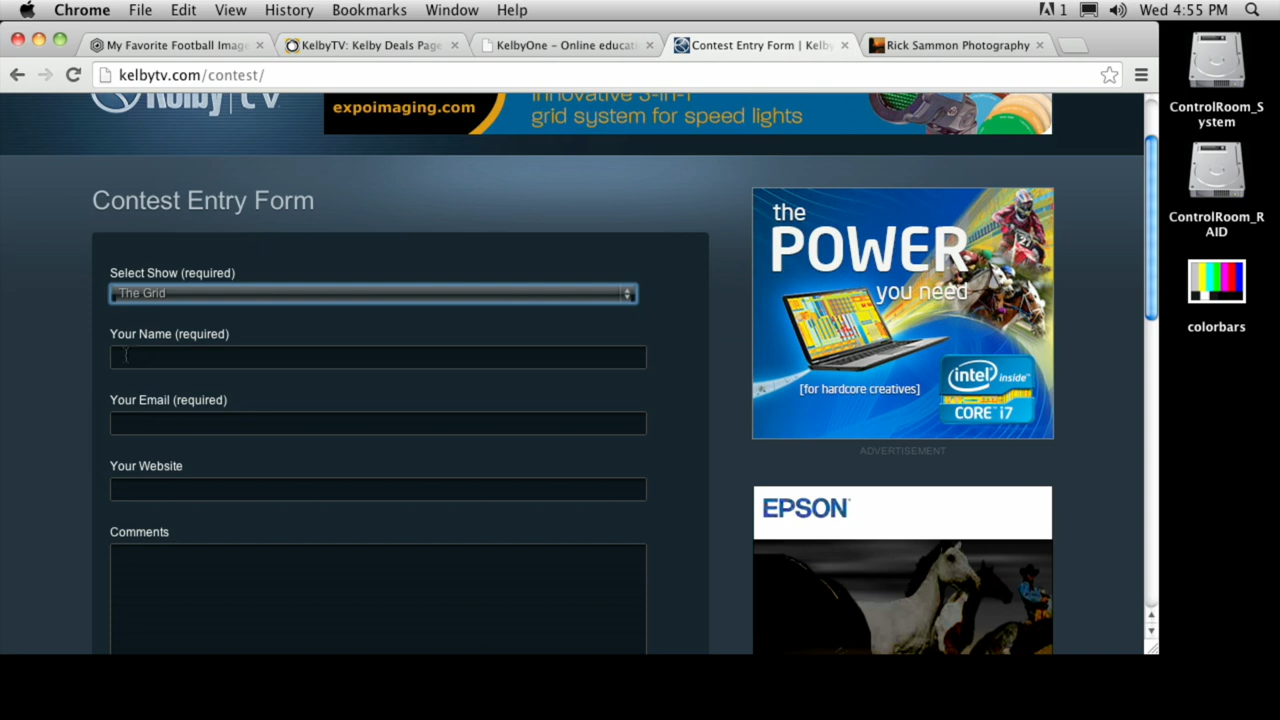 Chrome File Edit View History Bookmarks Window Help
1 Wed 4:55 PM
My Favorite Football Imag
KelbyTV: Kelby Deals Page
KelbyOne – Online educati
Contest Entry Form | Kelb
Rick Sammon Photography
kelbytv.com/contest/
Kelby tv
expoimaging.com
innovative 3-in-1
grid system for speed lights
Contest Entry Form
Select Show (required)
The Grid
Your Name (required)
Your Email (required)
Your Website
Comments
the
POWER
you need
[for hardcore creatives]
intel inside™
CORE i7
ADVERTISEMENT
EPSON
ControlRoom_S
ystem
ControlRoom_R
AID
colorbars